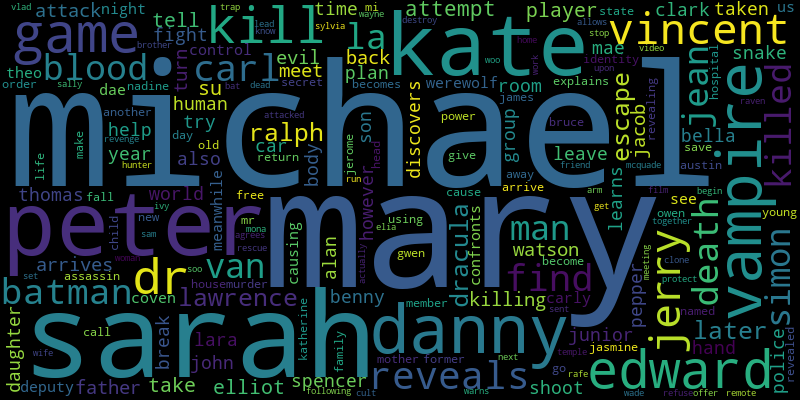 vlad trap lead wayne mi time attempt player clark taken us
attack night kill brother know sylvia tell la kate destroy allows state vincent
game fight evil control back plan mae stop identity video snake
blood carl turn meet werewolf room explains upon
theo order sally nadine bat dead secret becomes woo home work
dae su human michael james escape jean hospital vampire killed
another help revenge try day ralph attacked power bruce group jacob revealing raven
year hunter also old car son jerome head discovers give leave bella save
life make return body run cause away friend mcquade austin
thomas fall world meanwhile free however arrive arm film see begin young
peter ivy new mr mona using mary get learns owen together
child sam agrees rescue causing alan actually elia gwen man become meeting death simon
woman arrives dr van dracula confronts watson clone protect
set assassin house murder pepper find sent carly jerry
batman coven lawrence benny member killing named later
daughter call sarah break lara katherine family danny junior hand police
wife john mother former next jasmine temple revealed
deputy father take elliot spencer reveals shoot go rafe edward
following cult warns wade refuse offer remote